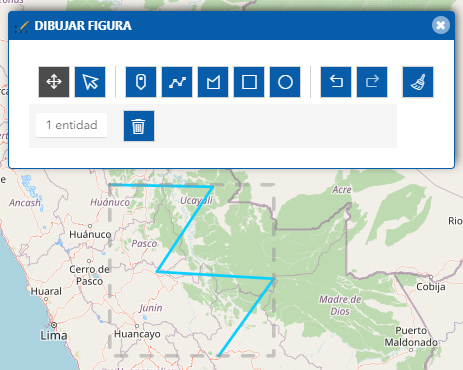 DIBUJAR FIGURA
1 entidad
Acre
Ancash
Huánuco
Ucayali
Huánuco
Pasco
Cerro de
Pasco
Huaral
Junín
Madre de
Dios
Cobija
Lima
Huancayo
Puerto
Maldonado